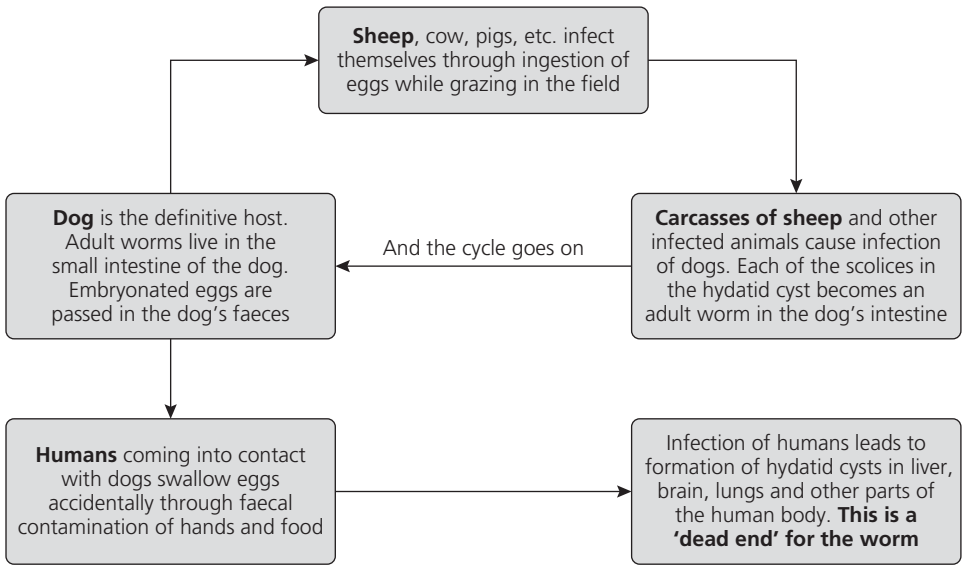 Sheep, cow, pigs, etc. infect
themselves through ingestion of
eggs while grazing in the field
Dog is the definitive host.
Adult worms live in the
small intestine of the dog.
Embryonated eggs are
passed in the dog’s faeces
And the cycle goes on
Carcasses of sheep and other
infected animals cause infection
of dogs. Each of the scolices in
the hydatid cyst becomes an
adult worm in the dog’s intestine
Humans coming into contact
with dogs swallow eggs
accidentally through faecal
contamination of hands and food
Infection of humans leads to
formation of hydatid cysts in liver,
brain, lungs and other parts of
the human body. This is a
‘dead end’ for the worm